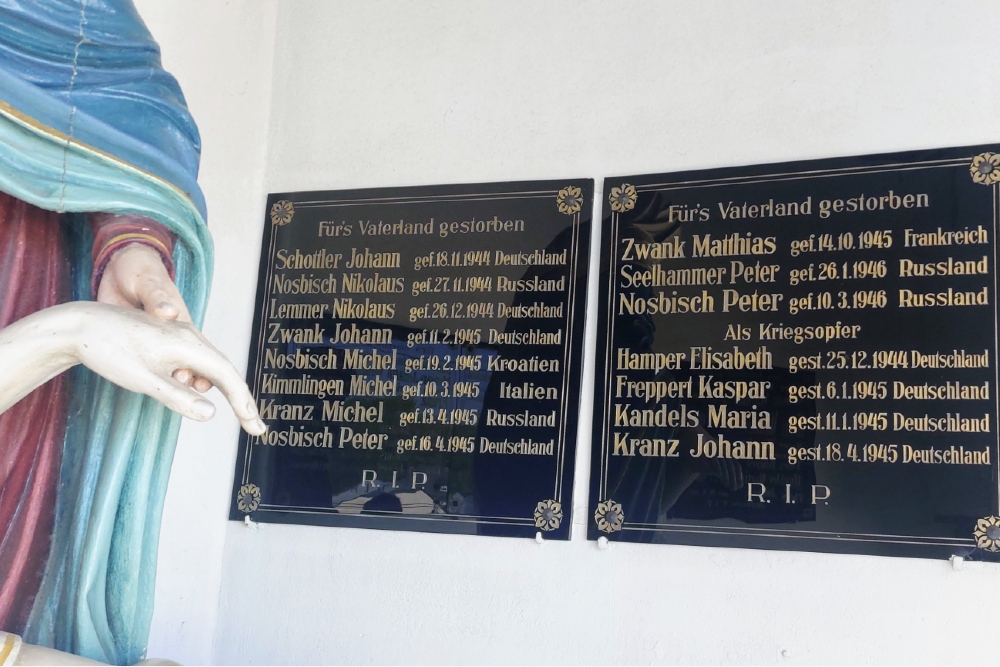 Für's Vaterland gestorben
Schottler Johann gef.18.11.1944 Deutschland
Nosbisch Nikolaus gef.27.11.1944 Russland
Lemmer Nikolaus gef.26.12.1944 Deutschland
Zwank Johann gef.11.2.1945 Deutschland
Nosbisch Michel gef.19.2.1945 Kroatien
Kimmlingen Michel gef.10.3.1945 Italien
Kranz Michel gef.13.4.1945 Russland
Nosbisch Peter gef.16.4.1945 Deutschland
R. I. P.
Für's Vaterland gestorben
Zwank Matthias gef.14.10.1945 Frankreich
Seelhammer Peter gef.26.1.1946 Russland
Nosbisch Peter gef.10.3.1946 Russland
Als Kriegsopfer
Hamper Elisabeth gest.25.12.1944 Deutschland
Freppert Kaspar gest.6.1.1945 Deutschland
Kandels Maria gest.11.1.1945 Deutschland
Kranz Johann gest.18.4.1945 Deutschland
R. I. P.